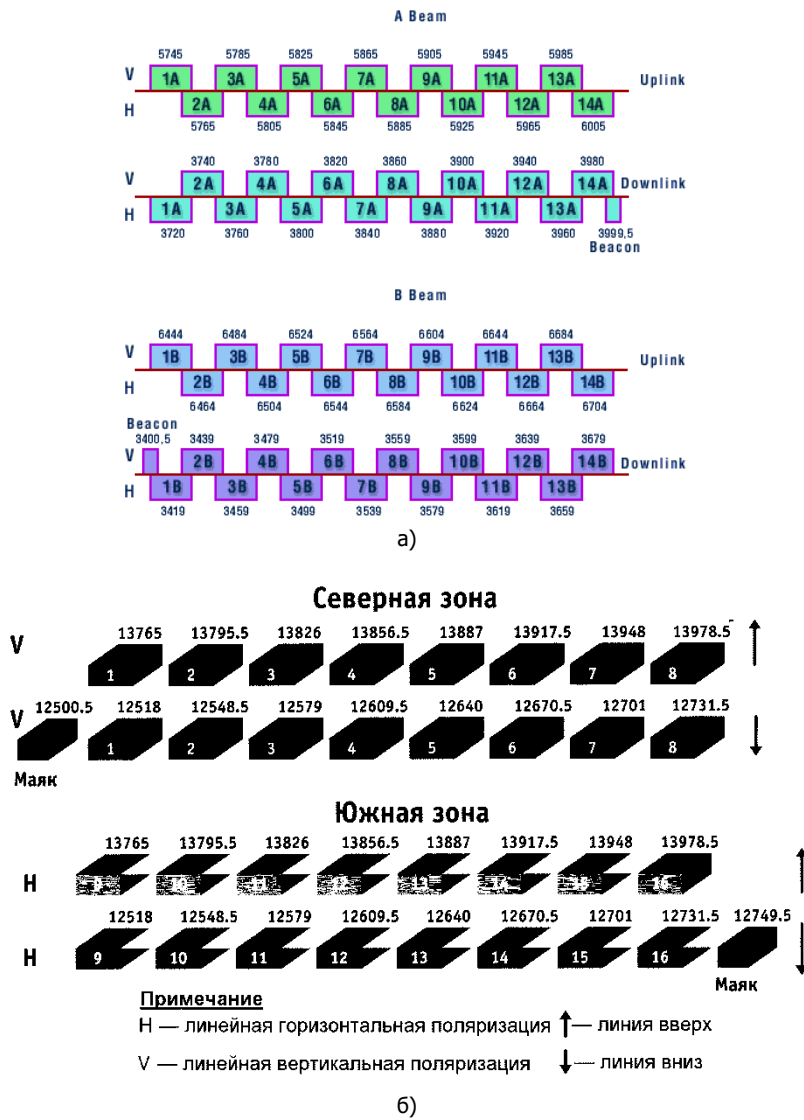 A Beam
5745 5785 5825 5865 5905 5945 5985
V 1A 3A 5A 7A 9A 11A 13A Uplink
H 2A 4A 6A 8A 10A 12A 14A
5765 5805 5845 5885 5925 5965 6005
3740 3780 3820 3860 3900 3940 3980
V 2A 4A 6A 8A 10A 12A 14A Downlink
H 1A 3A 5A 7A 9A 11A 13A
3720 3760 3800 3840 3880 3920 3960 3999,5
Beacon
B Beam
6444 6484 6524 6564 6604 6644 6684
V 1B 3B 5B 7B 9B 11B 13B Uplink
H 2B 4B 6B 8B 10B 12B 14B
6464 6504 6544 6584 6624 6664 6704
Beacon
3400,5 3439 3479 3519 3559 3599 3639 3679
V 2B 4B 6B 8B 10B 12B 14B Downlink
H 1B 3B 5B 7B 9B 11B 13B
3419 3459 3499 3539 3579 3619 3659
а)
Северная зона
13765 13795.5 13826 13856.5 13887 13917.5 13948 13978.5
V 1 2 3 4 5 6 7 8
12500.5 12518 12548.5 12579 12609.5 12640 12670.5 12701 12731.5
V 1 2 3 4 5 6 7 8
Маяк
Южная зона
13765 13795.5 13826 13856.5 13887 13917.5 13948 13978.5
H 9 10 11 12 13 14 15 16
12518 12548.5 12579 12609.5 12640 12670.5 12701 12731.5 12749.5
H 9 10 11 12 13 14 15 16
Маяк
Примечание
H — линейная горизонтальная поляризация ↑— линия вверх
V — линейная вертикальная поляризация ↓— линия вниз
б)